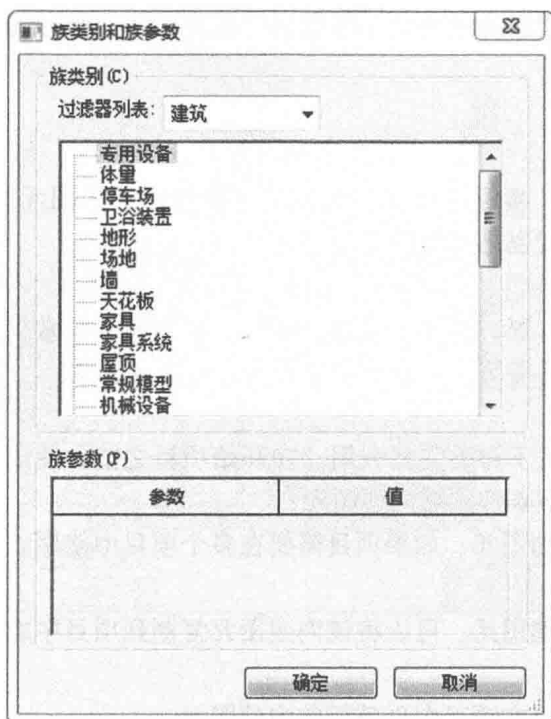 族类别和族参数
族类别(C)
过滤器列表: 建筑
专用设备
体量
停车场
卫浴装置
地形
场地
墙
天花板
家具
家具系统
屋顶
常规模型
机械设备
族参数(P)
参数 值
确定 取消